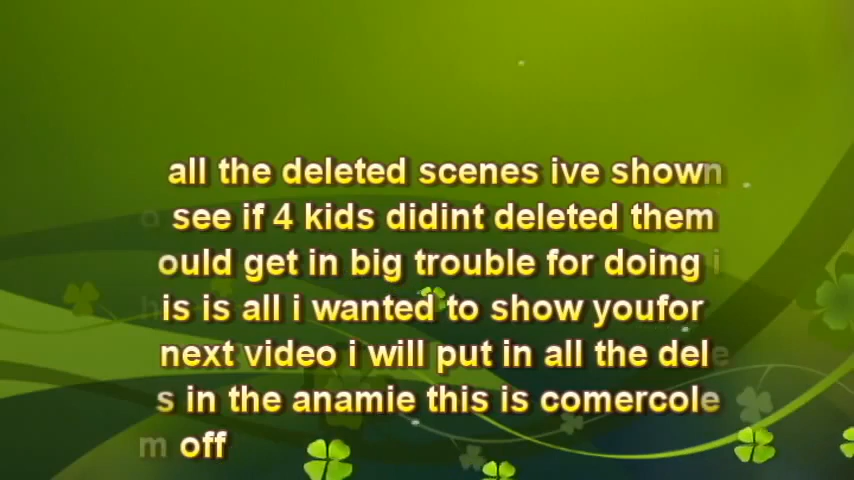 all the deleted scenes ive shown
see if 4 kids didint deleted them
ould get in big trouble for doing i
is is all i wanted to show youfor
next video i will put in all the dele
s in the anamie this is comercole
m off